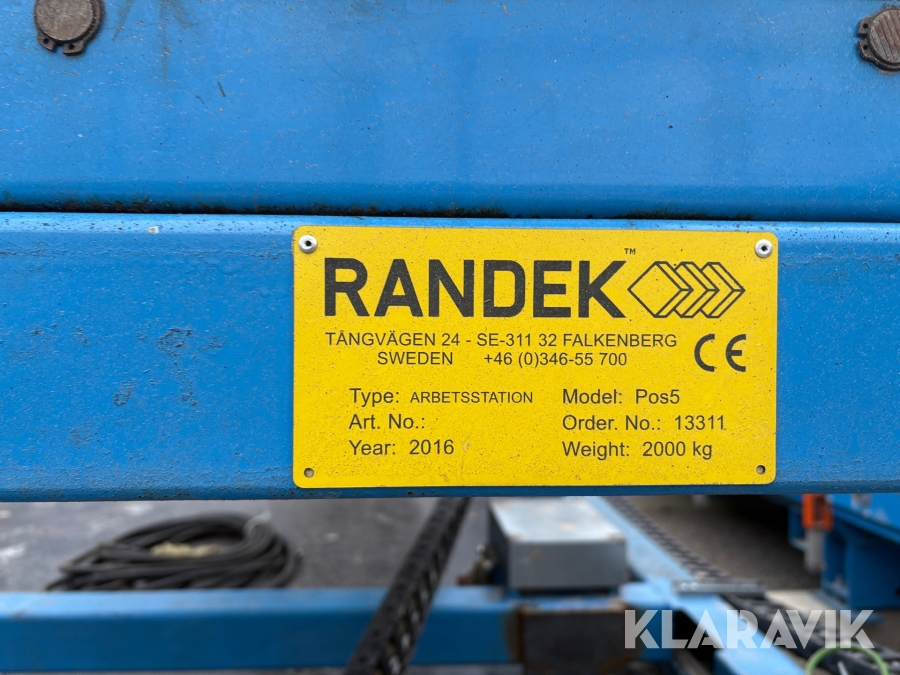 RANDEK™
TÅNGVÄGEN 24 - SE-311 32 FALKENBERG
SWEDEN +46 (0)346-55 700
CE
Type: ARBETSSTATION Model: Pos5
Art. No.: Order. No.: 13311
Year: 2016 Weight: 2000 kg
KLARAVIK